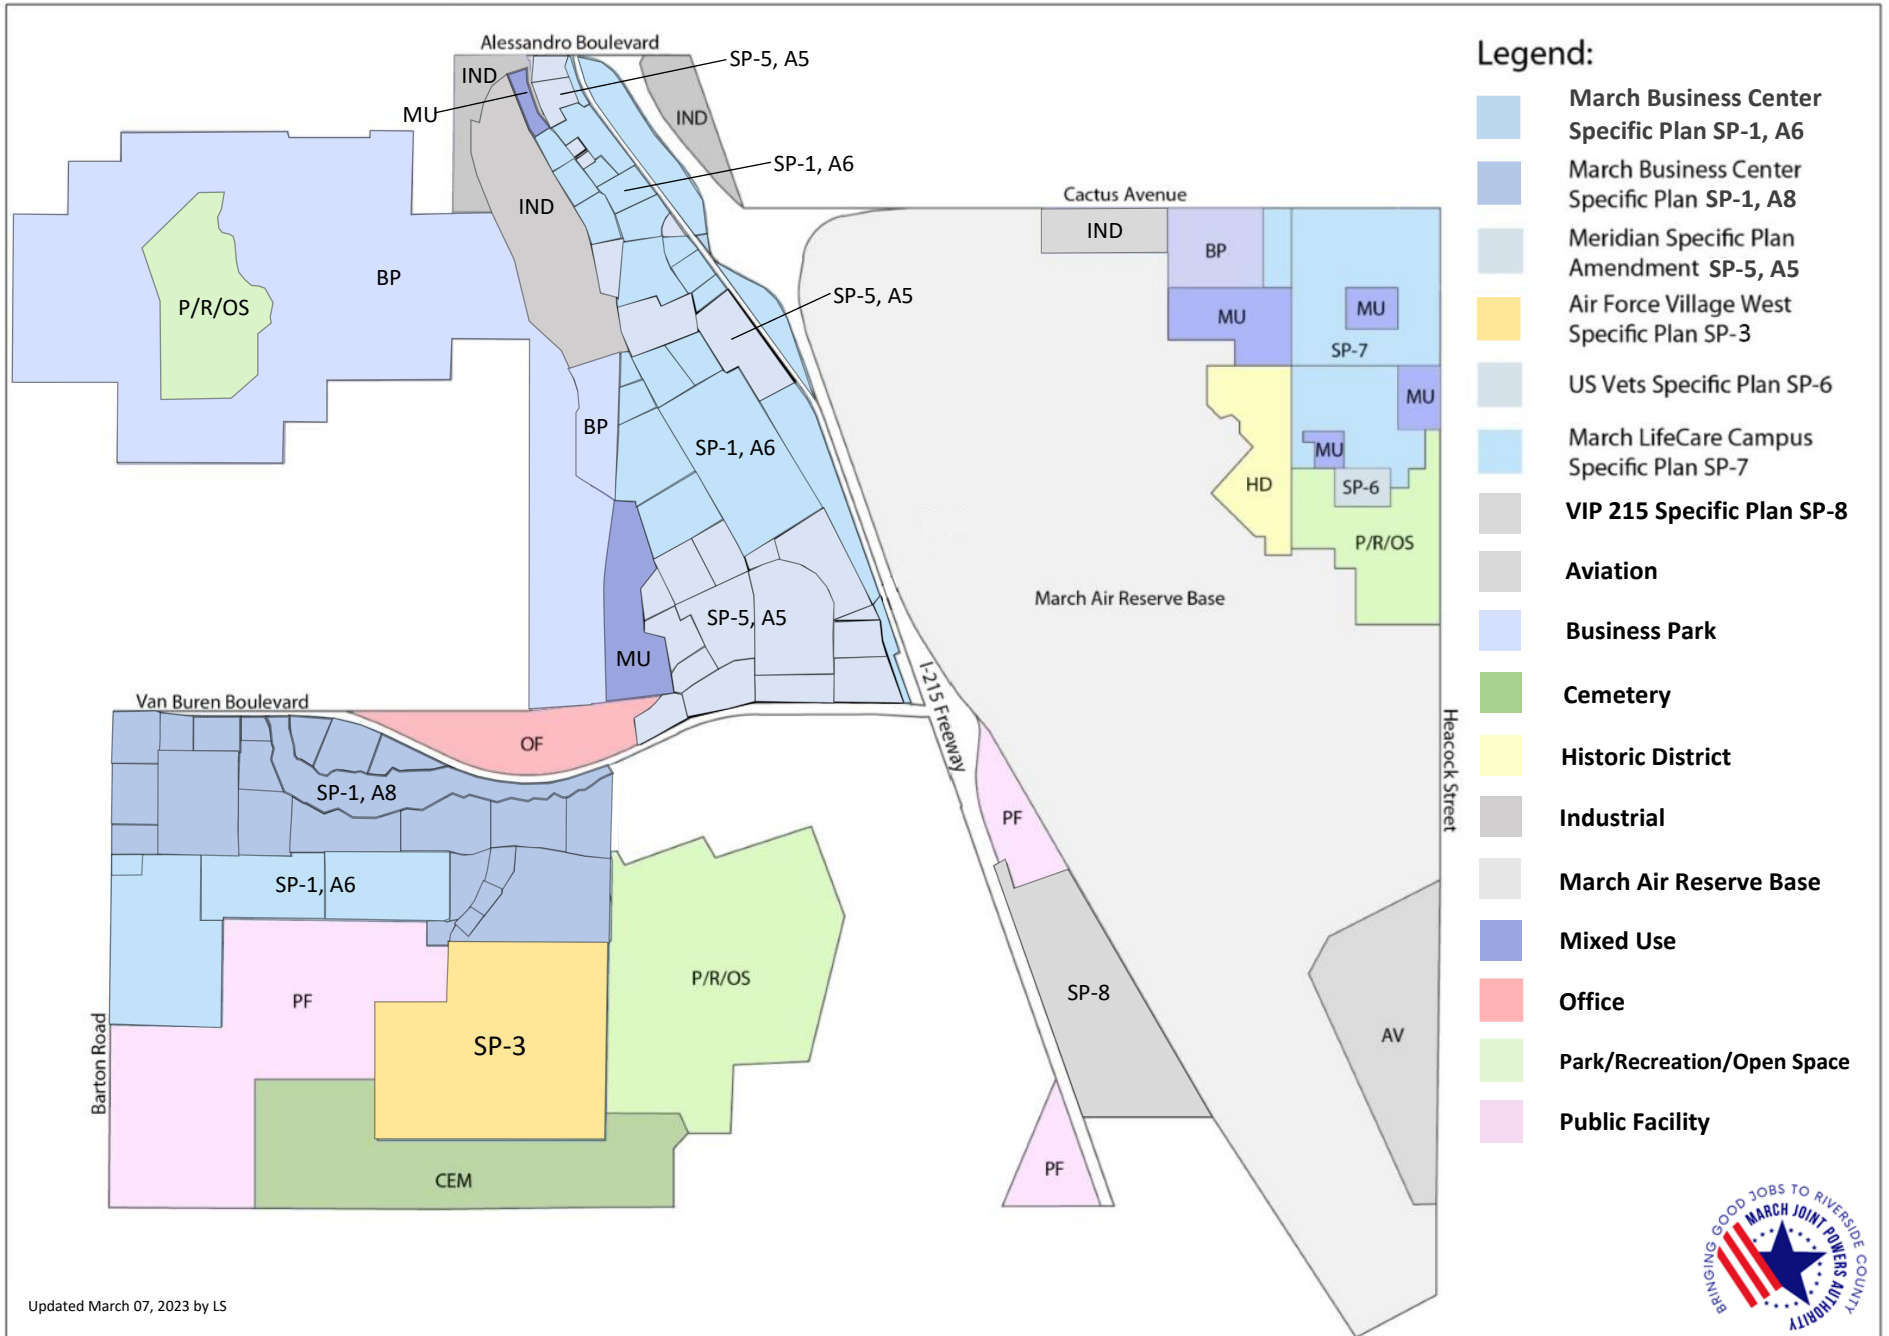 Alessandro Boulevard
IND
SP-5, A5
MU
IND
SP-1, A6
IND
Cactus Avenue
IND
BP
P/R/OS
BP
SP-5, A5
MU
MU
SP-7
MU
BP
SP-1, A6
MU
HD
SP-6
P/R/OS
March Air Reserve Base
SP-5, A5
MU
I-215 Freeway
Van Buren Boulevard
OF
Heacock Street
SP-1, A8
PF
SP-1, A6
PF
P/R/OS
SP-8
SP-3
AV
Barton Road
CEM
PF
Legend:
March Business Center
Specific Plan SP-1, A6
March Business Center
Specific Plan SP-1, A8
Meridian Specific Plan
Amendment SP-5, A5
Air Force Village West
Specific Plan SP-3
US Vets Specific Plan SP-6
March LifeCare Campus
Specific Plan SP-7
VIP 215 Specific Plan SP-8
Aviation
Business Park
Cemetery
Historic District
Industrial
March Air Reserve Base
Mixed Use
Office
Park/Recreation/Open Space
Public Facility
Updated March 07, 2023 by LS
BRINGING GOOD JOBS TO RIVERSIDE COUNTY
MARCH JOINT POWERS AUTHORITY